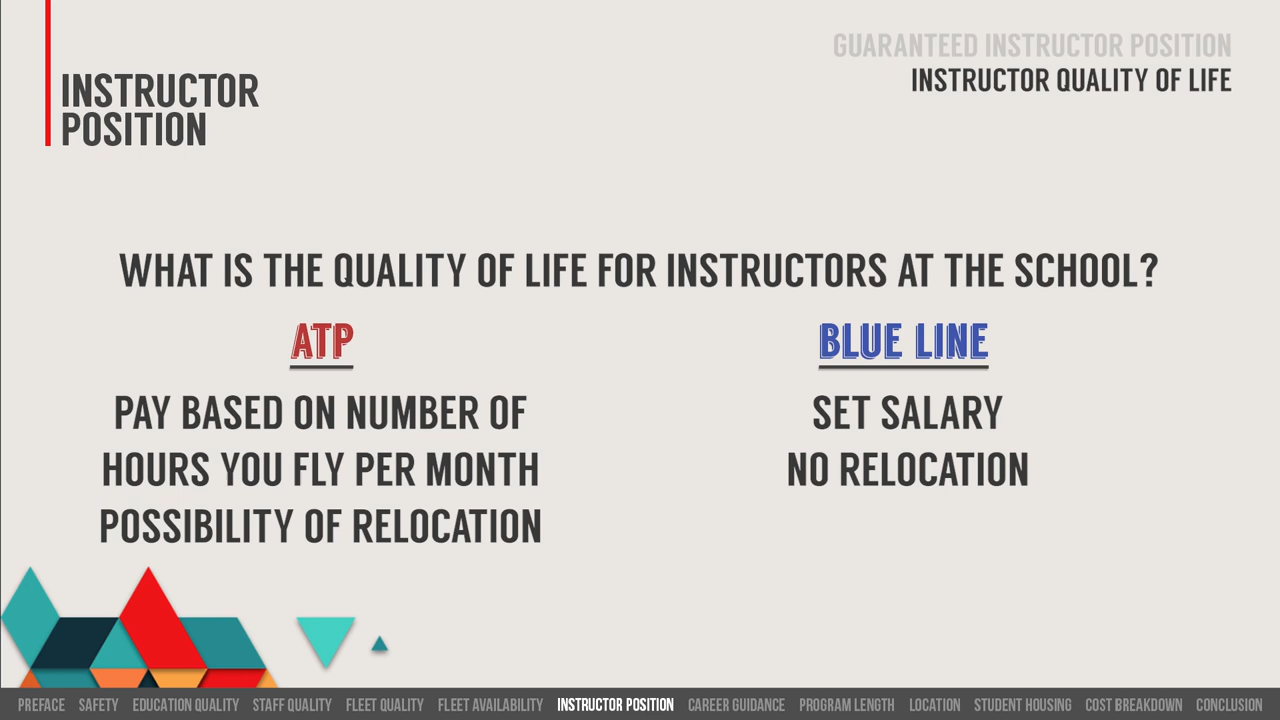 INSTRUCTOR
POSITION
GUARANTEED INSTRUCTOR POSITION
INSTRUCTOR QUALITY OF LIFE
WHAT IS THE QUALITY OF LIFE FOR INSTRUCTORS AT THE SCHOOL?
ATP
PAY BASED ON NUMBER OF
HOURS YOU FLY PER MONTH
POSSIBILITY OF RELOCATION
BLUE LINE
SET SALARY
NO RELOCATION
PREFACE SAFETY EDUCATION QUALITY STAFF QUALITY FLEET QUALITY FLEET AVAILABILITY INSTRUCTOR POSITION CAREER GUIDANCE PROGRAM LENGTH LOCATION STUDENT HOUSING COST BREAKDOWN CONCLUSION